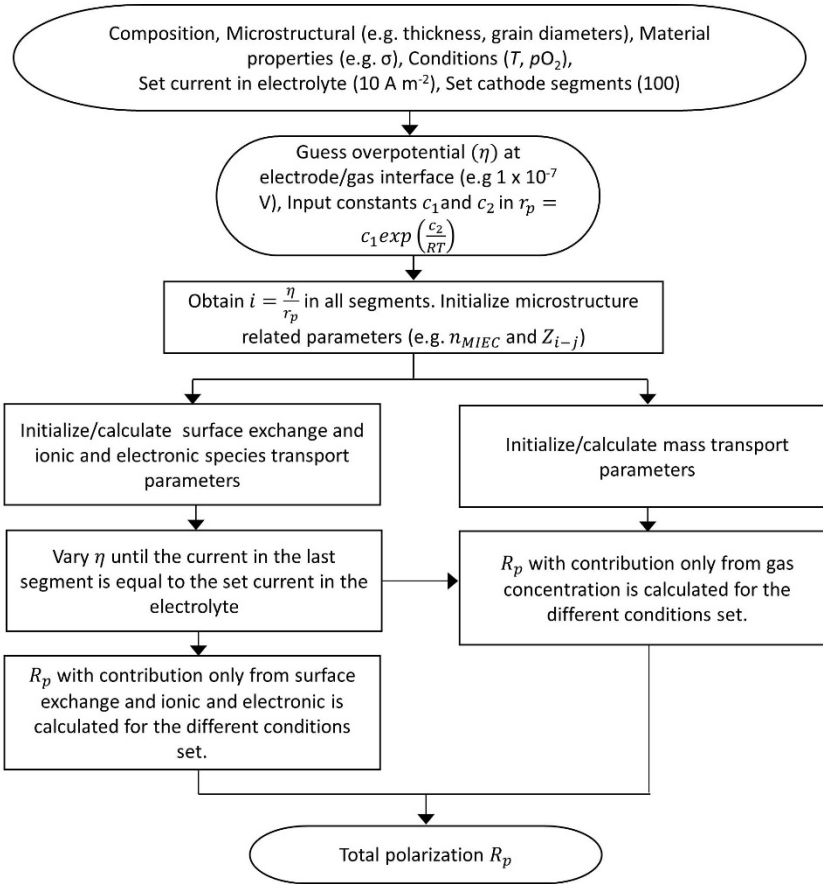 Composition, Microstructural (e.g. thickness, grain diameters), Material
properties (e.g. σ), Conditions (T, pO₂),
Set current in electrolyte (10 A m⁻²), Set cathode segments (100)
Guess overpotential (η) at
electrode/gas interface (e.g 1 x 10⁻⁷
V), Input constants c₁and c₂ in rₚ =
c₁exp (c₂/RT)
Obtain i = η/rₚ in all segments. Initialize microstructure
related parameters (e.g. n_MIEC and Z_i−j)
Initialize/calculate surface exchange and
ionic and electronic species transport
parameters
Initialize/calculate mass transport
parameters
Vary η until the current in the last
segment is equal to the set current in the
electrolyte
Rₚ with contribution only from gas
concentration is calculated for the
different conditions set.
Rₚ with contribution only from surface
exchange and ionic and electronic is
calculated for the different conditions
set.
Total polarization Rₚ